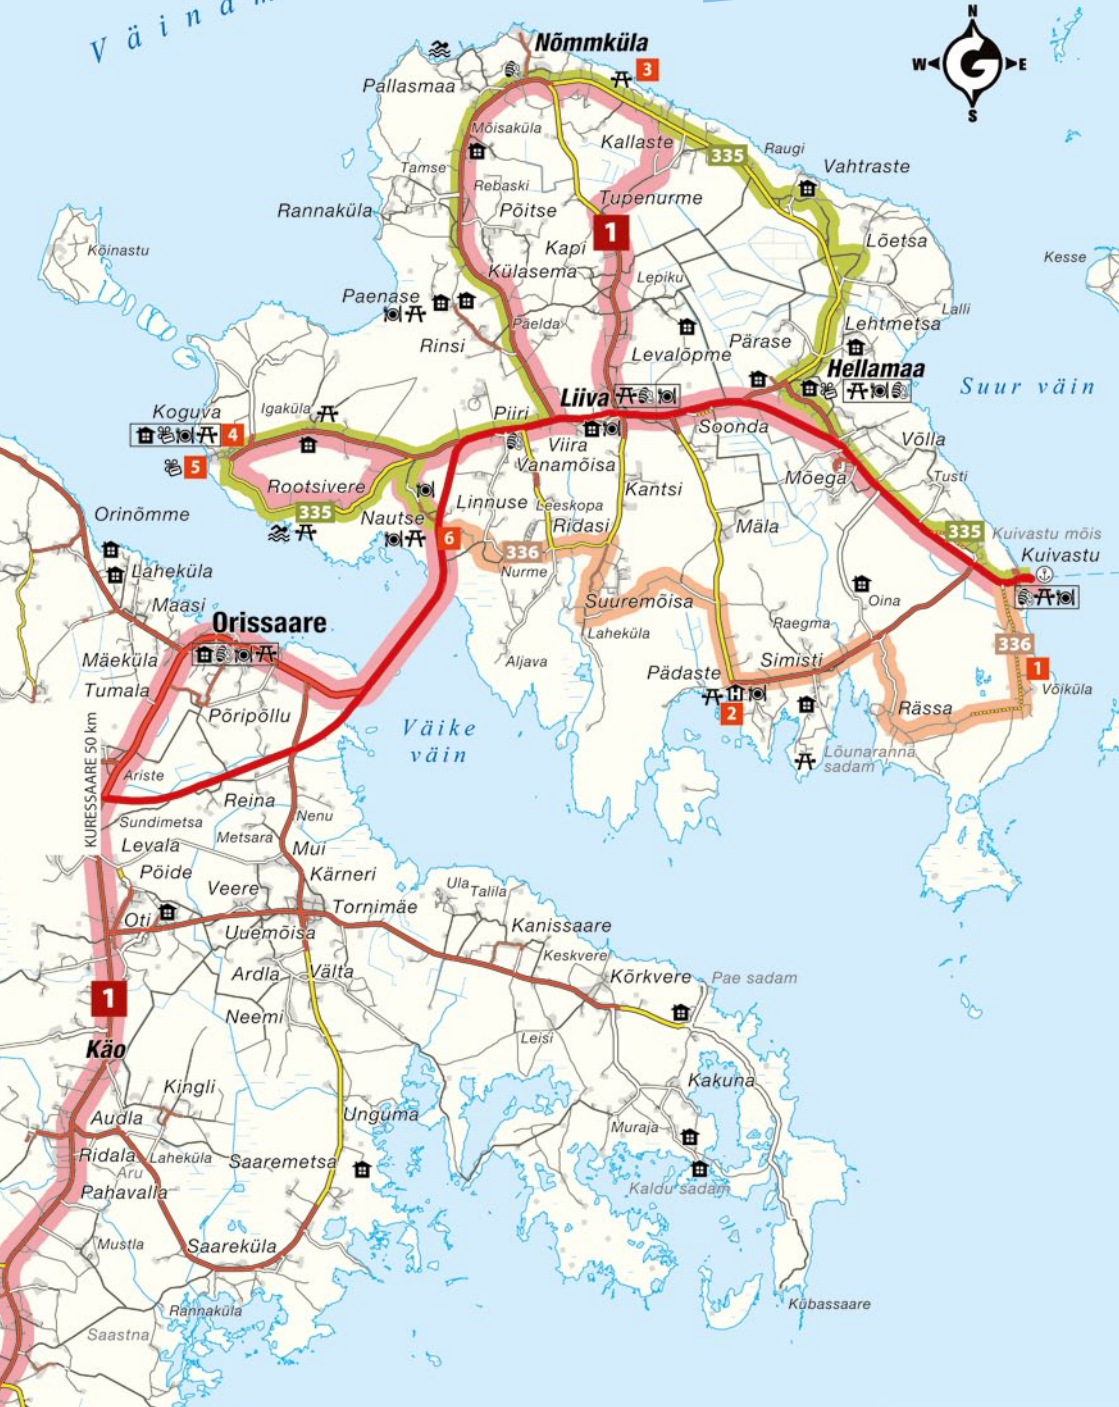 Väinam
N
W
E
S
G
Nõmmküla
3
Pallasmaa
Mõisaküla
Kallaste
335
Raugi
Vahtraste
Tamse
Rebaski
Tupenurme
Rannaküla
Põitse
1
Kapi
Lõetsa
Kõinastu
Külasema
Lepiku
Kesse
Paenase
Päelda
Lalli
Lehtmetsa
Rinsi
Levalõpme
Pärase
Hellamaa
Suur väin
Liiva
Koguva
4
Igaküla
Piiri
Soonda
Võlla
5
Viira
Vanamõisa
Mõega
Tusti
Rootsivere
Linnuse
Leeskopa
Kantsi
335
Orinõmme
Nautse
Ridasi
Mäla
335
Kuivastu mõis
6
336
Kuivastu
Laheküla
Nurme
Maasi
Suuremõisa
Oina
Orissaare
Laheküla
Raegma
336
Mäeküla
Aljava
Pädaste
Simisti
1
Tumala
2
Võiküla
Põripõllu
Väike
väin
Rässa
Lõunaranna
sadam
KURESSAARE 50 km
Ariste
Reina
Sundimetsa
Nenu
Levala
Metsara
Mui
Põide
Veere
Kärneri
Ula
Talila
Oti
Tornimäe
Uuemõisa
Kanissaare
Keskvere
Ardla
Välta
Kõrkvere
Pae sadam
1
Neemi
Leisi
Käo
Kingli
Kakuna
Audla
Unguma
Muraja
Ridala
Laheküla
Aru
Saaremetsa
Pahavalla
Kaldu sadam
Mustla
Saareküla
Rannaküla
Kübassaare
Saastna